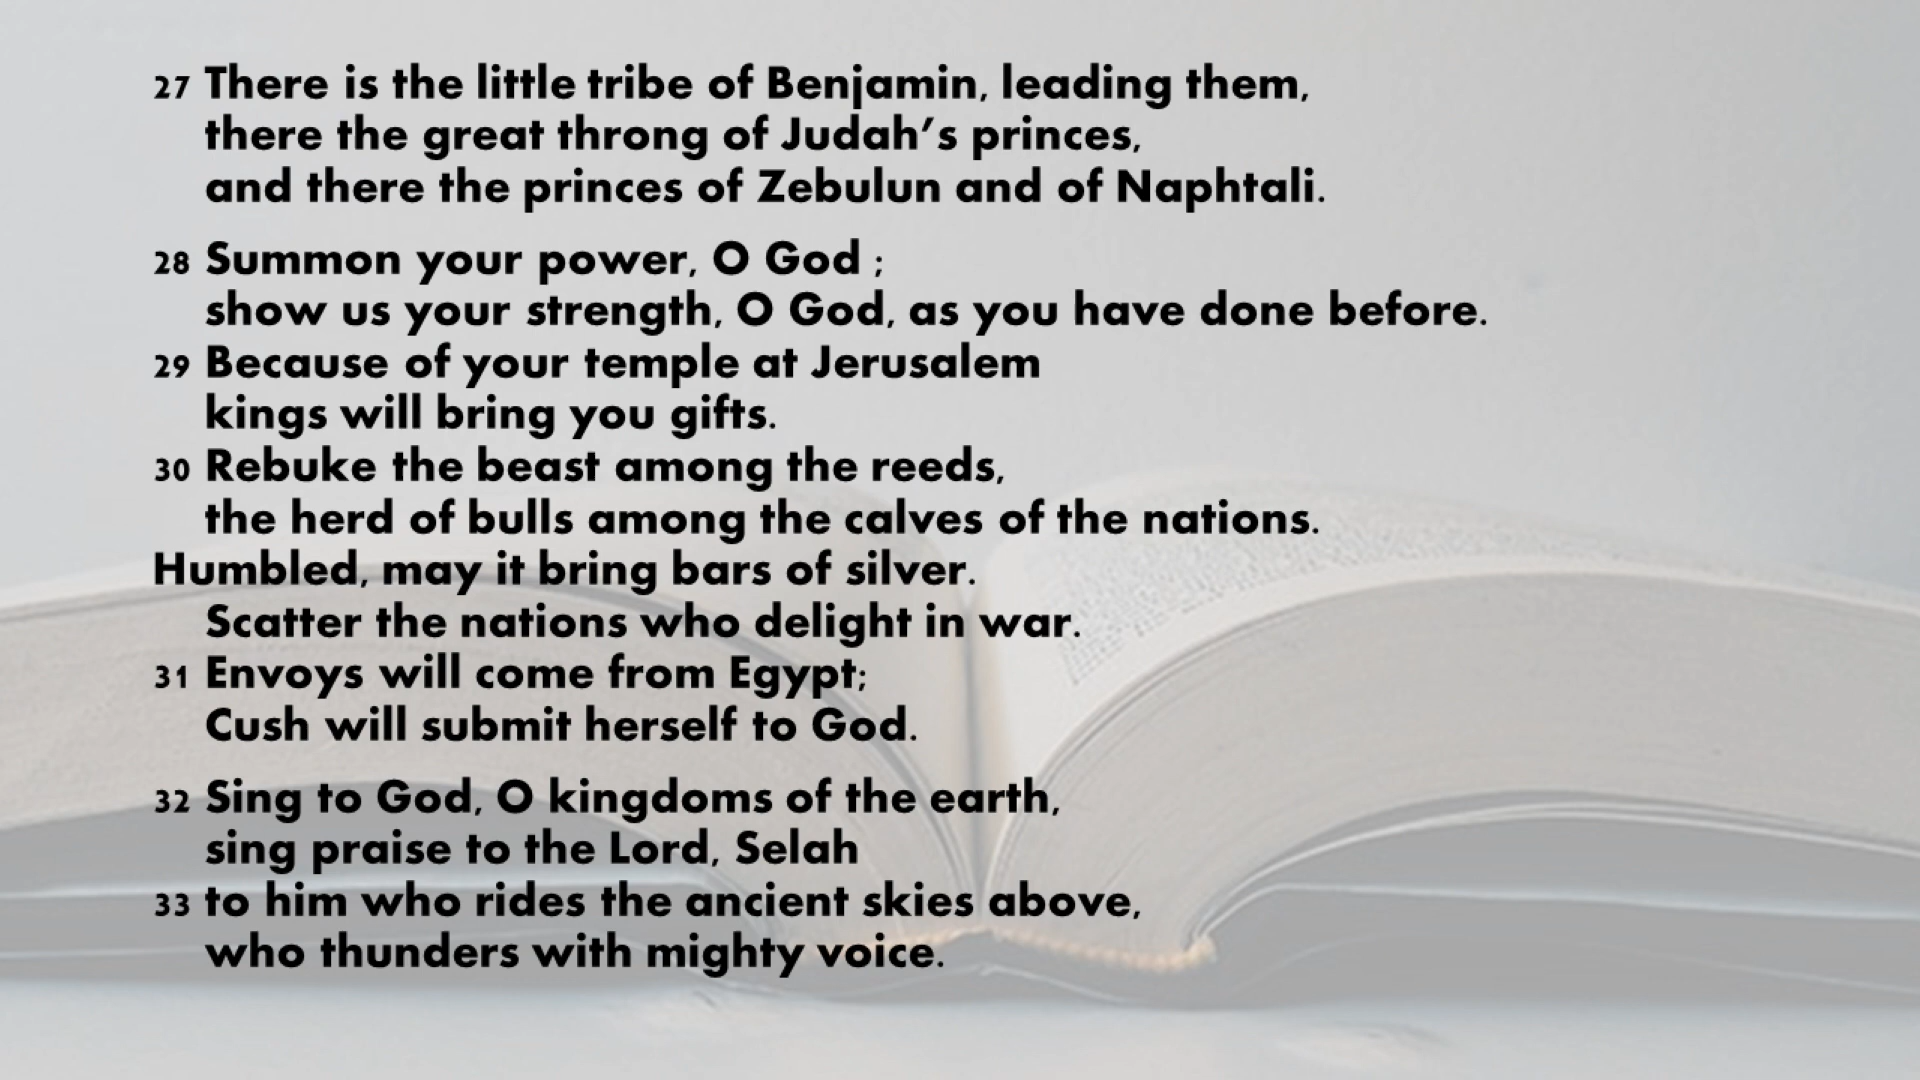 27 There is the little tribe of Benjamin, leading them,
there the great throng of Judah’s princes,
and there the princes of Zebulun and of Naphtali.
28 Summon your power, O God ;
show us your strength, O God, as you have done before.
29 Because of your temple at Jerusalem
kings will bring you gifts.
30 Rebuke the beast among the reeds,
the herd of bulls among the calves of the nations.
Humbled, may it bring bars of silver.
Scatter the nations who delight in war.
31 Envoys will come from Egypt;
Cush will submit herself to God.
32 Sing to God, O kingdoms of the earth,
sing praise to the Lord, Selah
33 to him who rides the ancient skies above,
who thunders with mighty voice.